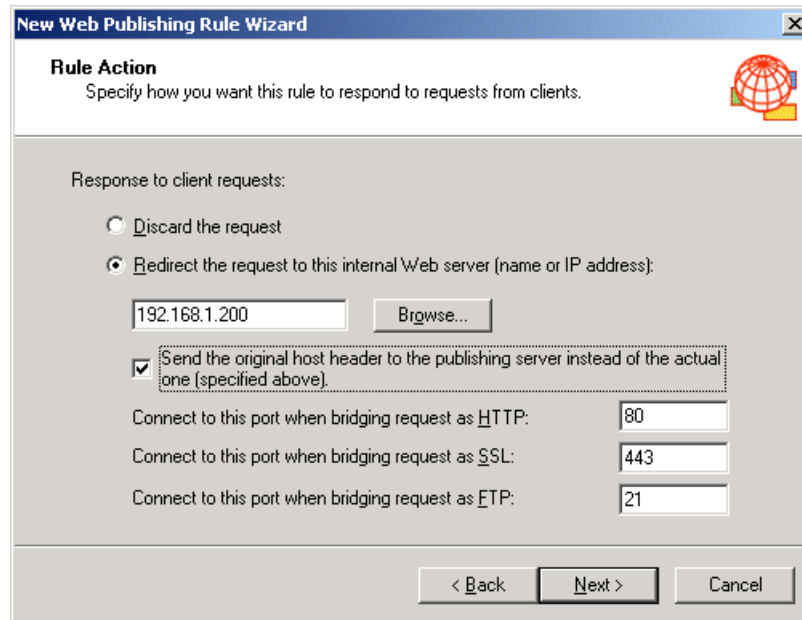 New Web Publishing Rule Wizard
Rule Action
Specify how you want this rule to respond to requests from clients.
Response to client requests:
Discard the request
Redirect the request to this internal Web server (name or IP address):
192.168.1.200 Browse...
Send the original host header to the publishing server instead of the actual
one (specified above).
Connect to this port when bridging request as HTTP: 80
Connect to this port when bridging request as SSL: 443
Connect to this port when bridging request as FTP: 21
< Back Next > Cancel